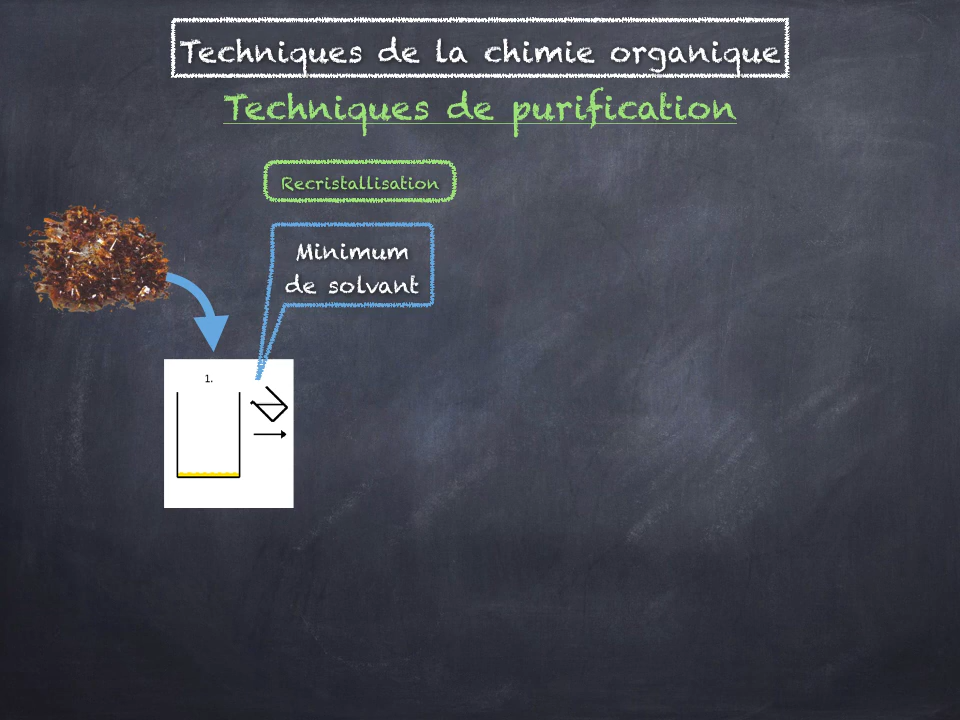 Techniques de la chimie organique
Techniques de purification
Recristallisation
Minimum
de solvant
1.